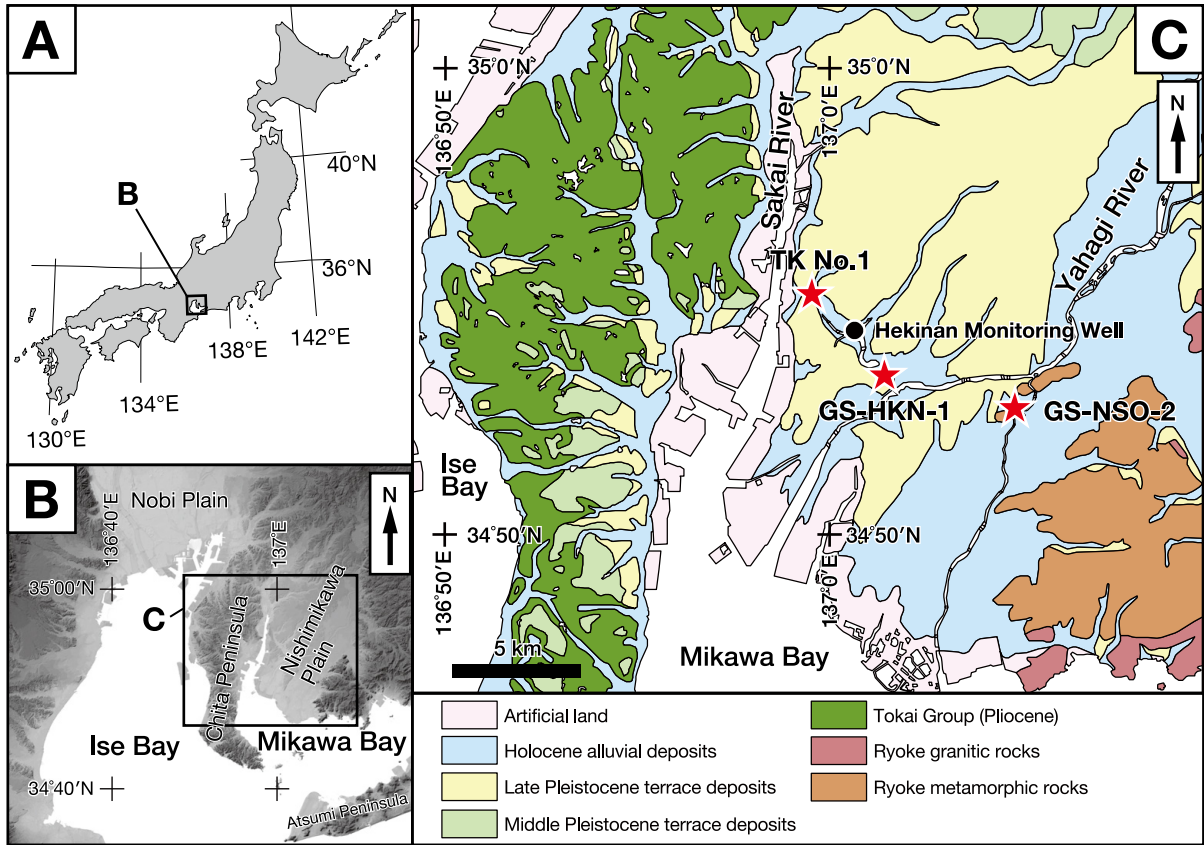 A
B
40°N
36°N
142°E
138°E
134°E
130°E
B
N
Nobi Plain
136°40′E
137°E
35°00′N
C
Chita Peninsula
Nishimikawa
Plain
Ise Bay
Mikawa Bay
34°40′N
Atsumi Peninsula
C
N
35°0′N
35°0′N
136°50′E
137°0′E
Sakai River
Yahagi River
TK No.1
Hekinan Monitoring Well
GS-HKN-1
GS-NSO-2
Ise
Bay
34°50′N
34°50′N
136°50′E
137°0′E
5 km
Mikawa Bay
Artificial land
Holocene alluvial deposits
Late Pleistocene terrace deposits
Middle Pleistocene terrace deposits
Tokai Group (Pliocene)
Ryoke granitic rocks
Ryoke metamorphic rocks